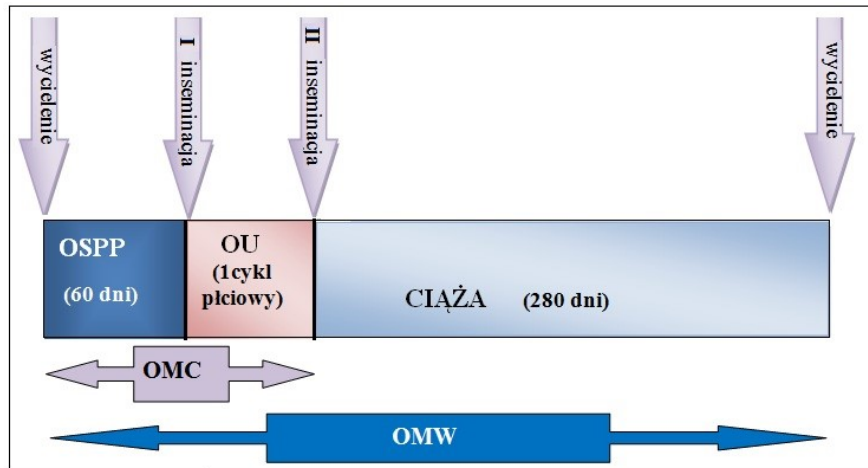 wycielenie
I inseminacja
II inseminacja
wycielenie
OSPP
(60 dni)
OU
(1cykl
płciowy)
CIĄŻA (280 dni)
OMC
OMW